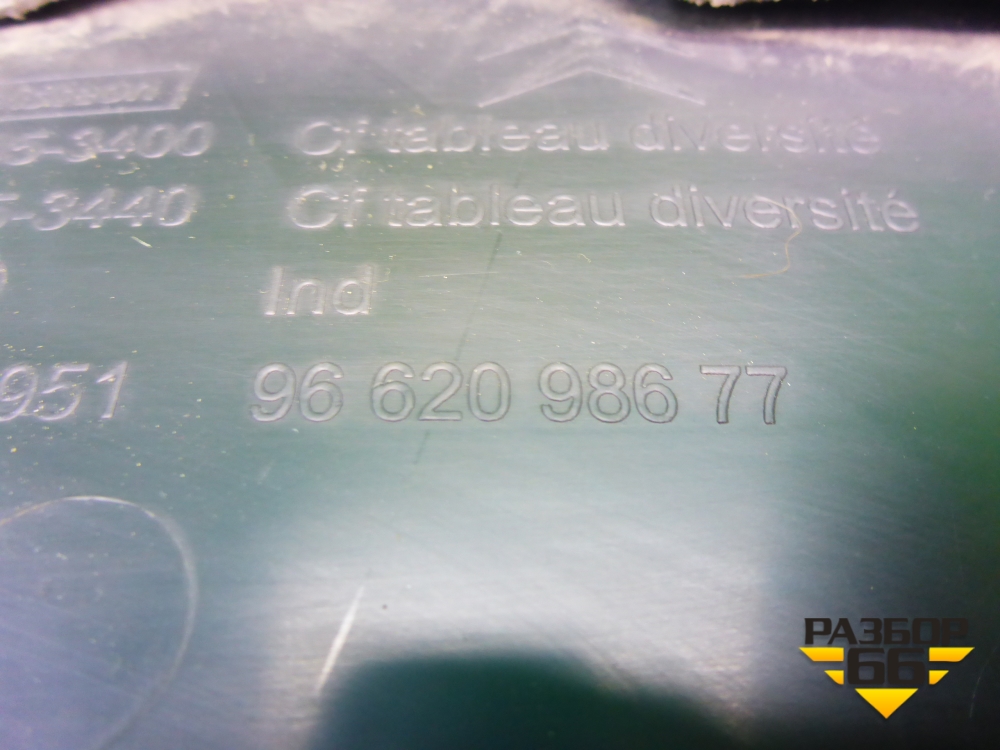 5-3400 Cf tableau diversité
5-3440 Cf tableau diversité
Ind
951 96 620 986 77
РАЗБОР
66